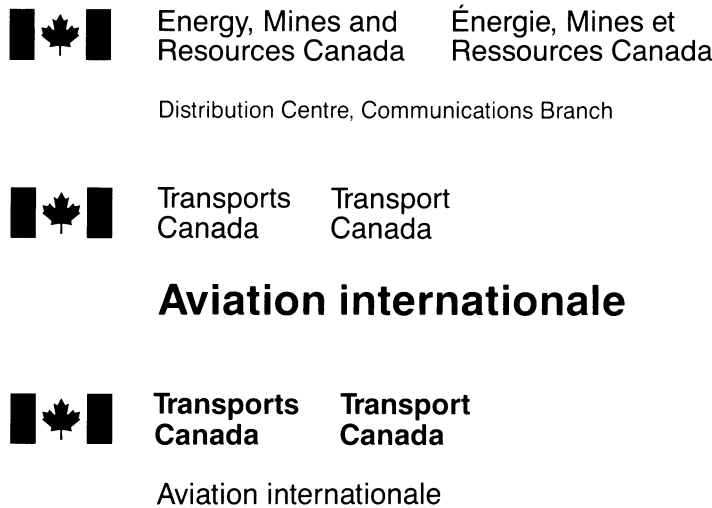 Energy, Mines and Énergie, Mines et
Resources Canada Ressources Canada
Distribution Centre, Communications Branch
Transports Transport
Canada Canada
Aviation internationale
Transports Transport
Canada Canada
Aviation internationale